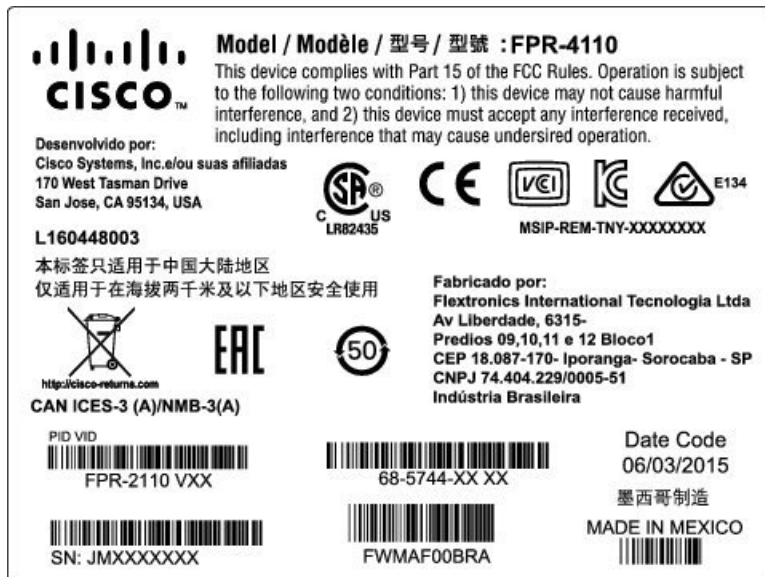 CISCO™
Model / Modèle / 型号 / 型號 : FPR-4110
This device complies with Part 15 of the FCC Rules. Operation is subject
to the following two conditions: 1) this device may not cause harmful
interference, and 2) this device must accept any interference received,
including interference that may cause undersired operation.
Desenvolvido por:
Cisco Systems, Inc.e/ou suas afiliadas
170 West Tasman Drive
San Jose, CA 95134, USA
L160448003
SA®
C US
LR82435
CE
VCI
KC
E134
MSIP-REM-TNY-XXXXXXXX
本标签只适用于中国大陆地区
仅适用于在海拔两千米及以下地区安全使用
http://cisco-returns.com
EAC
50
CAN ICES-3 (A)/NMB-3(A)
Fabricado por:
Flextronics International Tecnologia Ltda
Av Liberdade, 6315-
Predios 09,10,11 e 12 Bloco1
CEP 18.087-170- Iporanga- Sorocaba - SP
CNPJ 74.404.229/0005-51
Indústria Brasileira
PID VID
FPR-2110 VXX
68-5744-XX XX
SN: JMXXXXXXX
FWMAF00BRA
Date Code
06/03/2015
墨西哥制造
MADE IN MEXICO